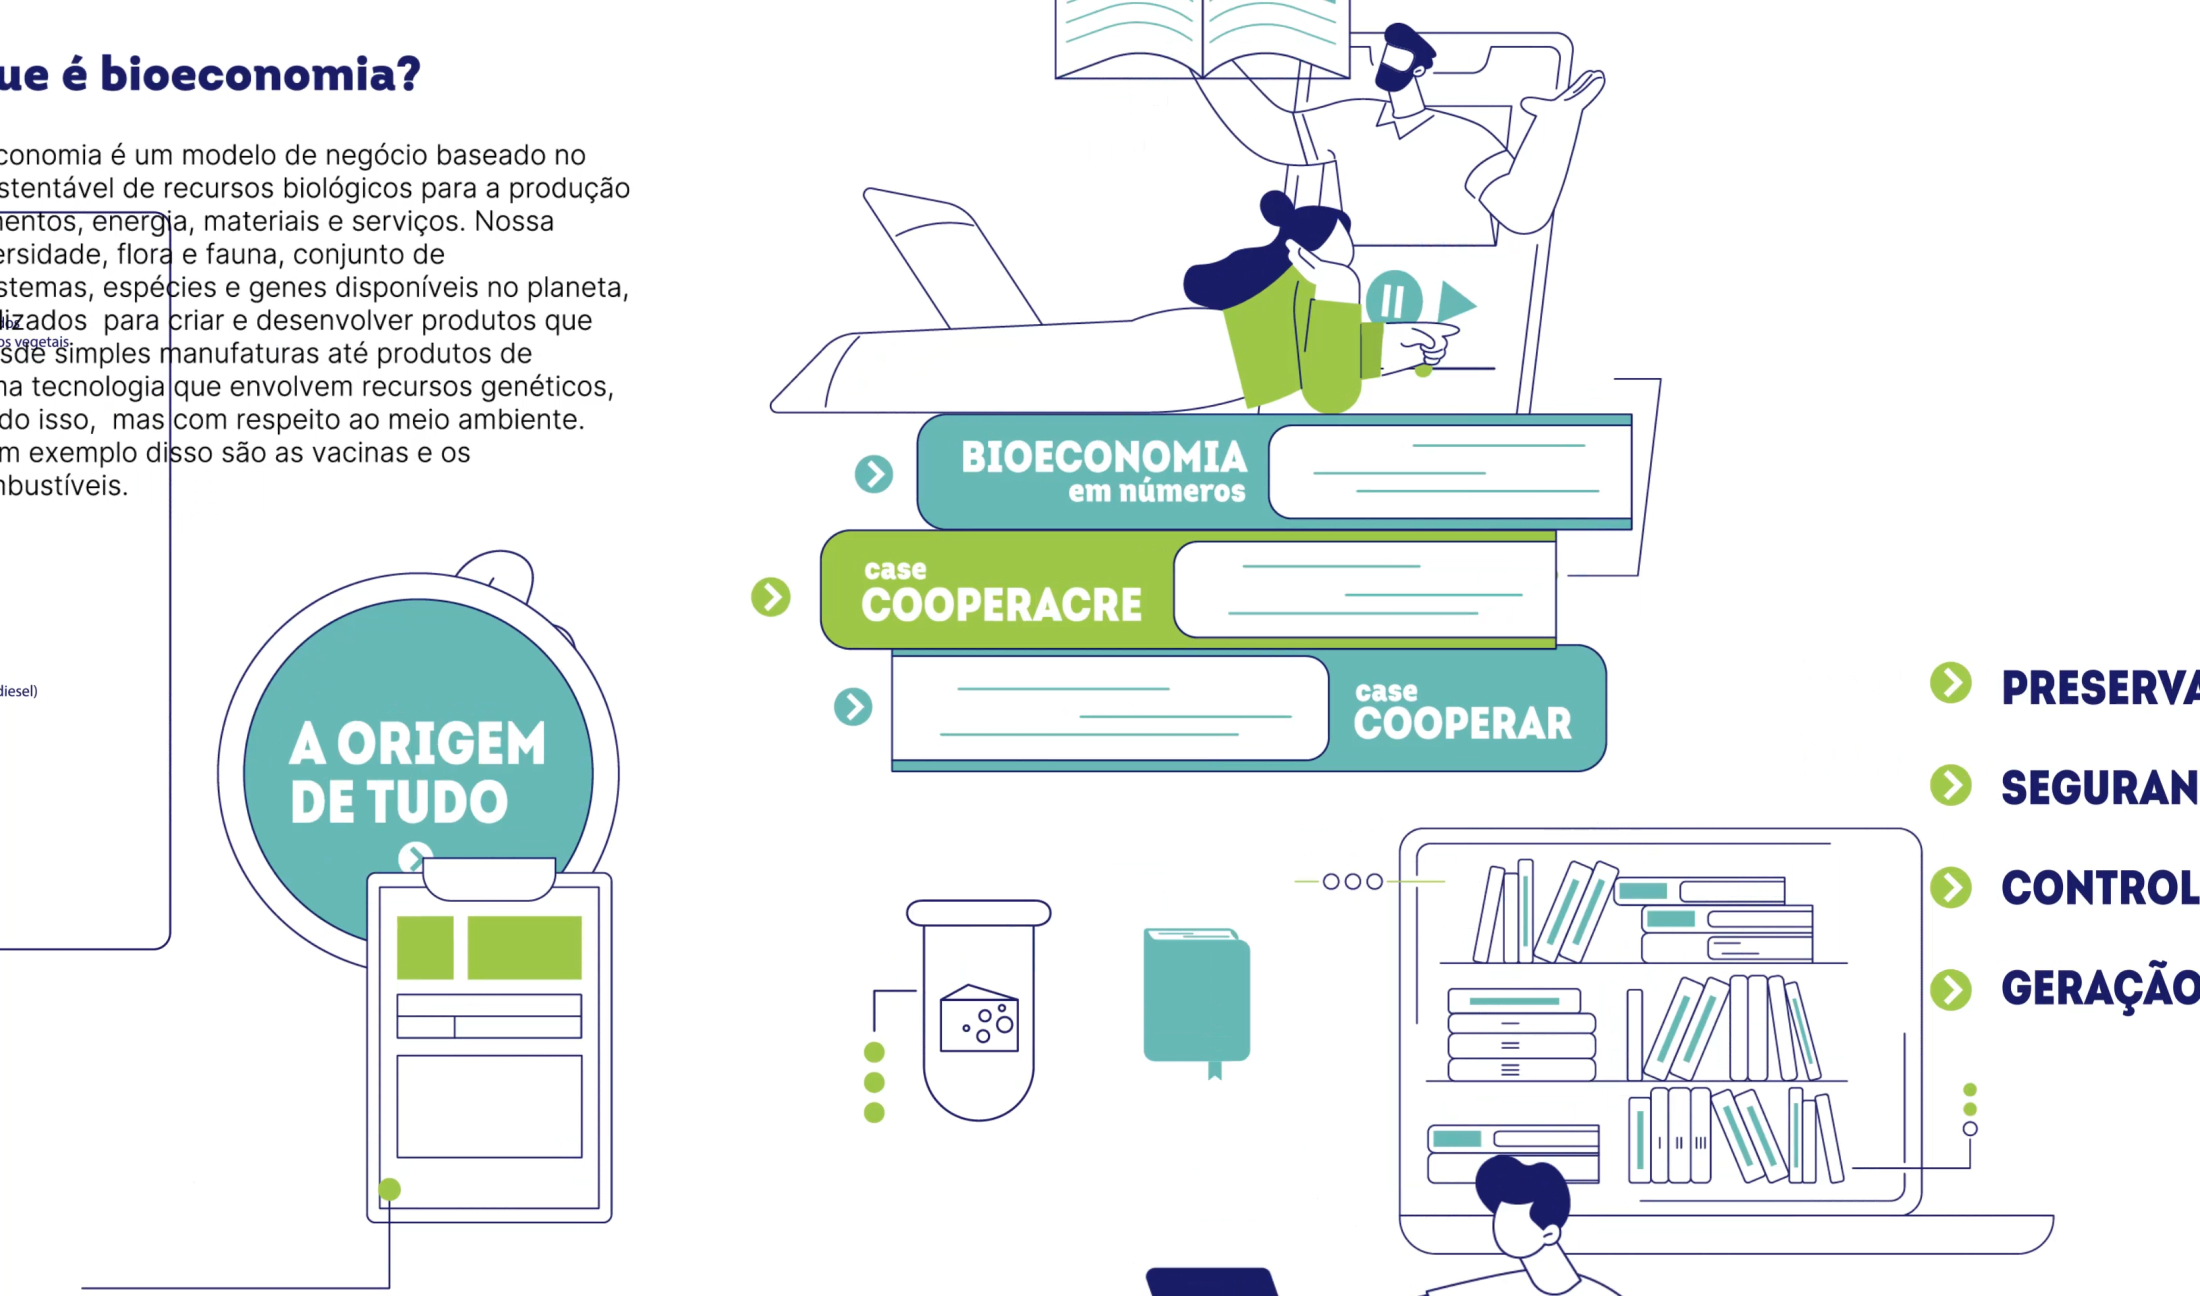 ue é bioeconomia?
conomia é um modelo de negócio baseado no
stentável de recursos biológicos para a produção
entos, energia, materiais e serviços. Nossa
ersidade, flora e fauna, conjunto de
stemas, espécies e genes disponíveis no planeta,
lizados para criar e desenvolver produtos que
sde simples manufaturas até produtos de
na tecnologia que envolvem recursos genéticos,
do isso, mas com respeito ao meio ambiente.
m exemplo disso são as vacinas e os
bustíveis.
os vegetais
diesel)
A ORIGEM
DE TUDO
BIOECONOMIA
em números
case
COOPERACRE
case
COOPERAR
PRESERVA
SEGURAN
CONTROL
GERAÇÃO